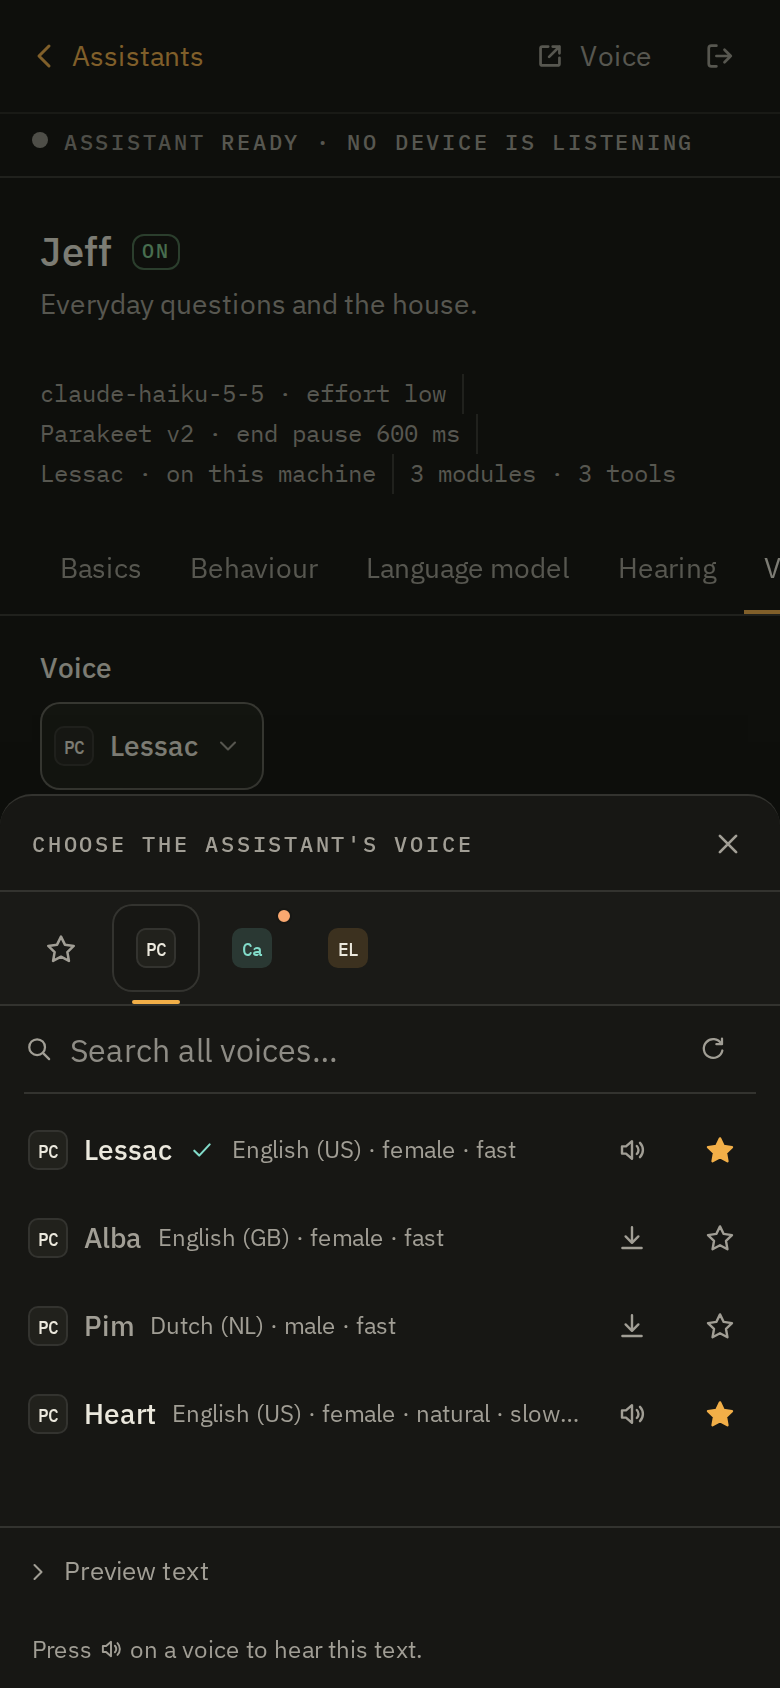 Assistants Voice
ASSISTANT READY · NO DEVICE IS LISTENING
Jeff ON
Everyday questions and the house.
claude-haiku-5-5 · effort low
Parakeet v2 · end pause 600 ms
Lessac · on this machine 3 modules · 3 tools
Basics Behaviour Language model Hearing V
Voice
PC Lessac
CHOOSE THE ASSISTANT'S VOICE
PC Ca EL
Search all voices...
PC Lessac English (US) · female · fast
PC Alba English (GB) · female · fast
PC Pim Dutch (NL) · male · fast
PC Heart English (US) · female · natural · slow...
Preview text
Press on a voice to hear this text.